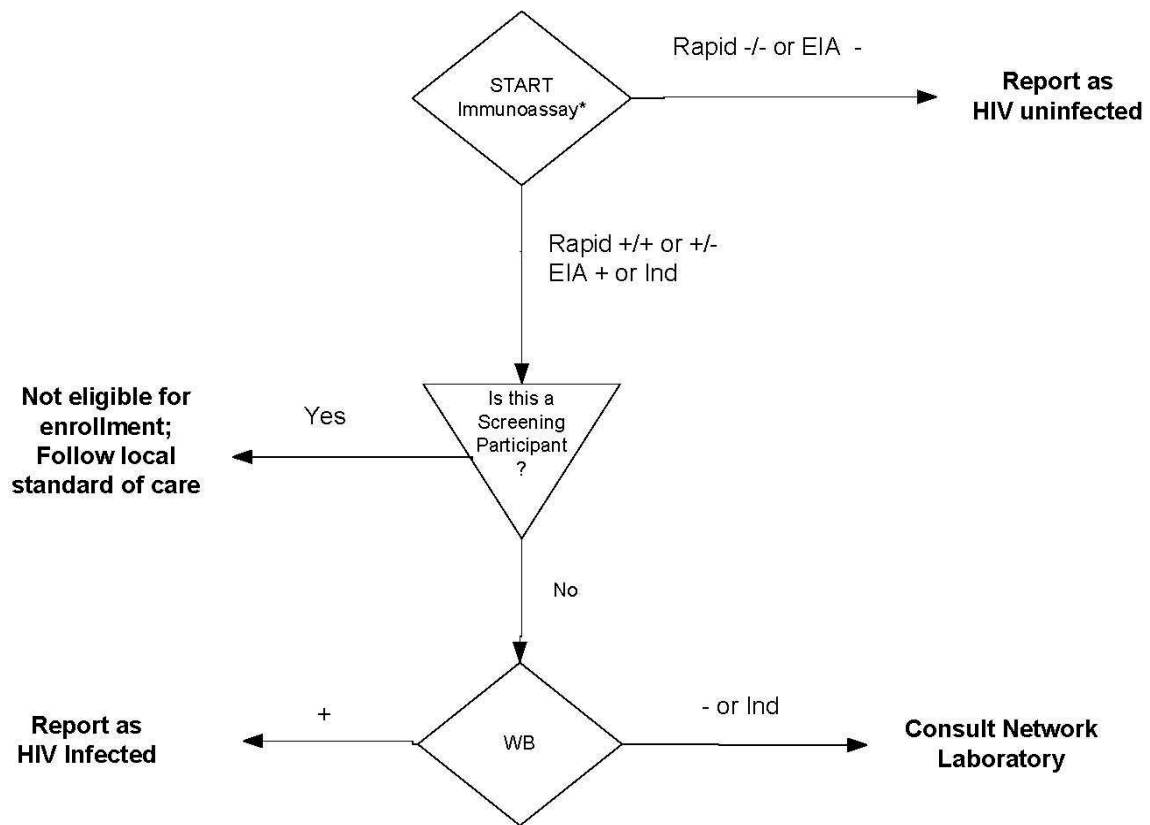 Rapid -/- or EIA -
START
Immunoassay*
Report as
HIV uninfected
Rapid +/+ or +/-
EIA + or Ind
Is this a
Screening
Participant
?
Yes
Not eligible for
enrollment;
Follow local
standard of care
No
+
WB
- or Ind
Report as
HIV Infected
Consult Network
Laboratory